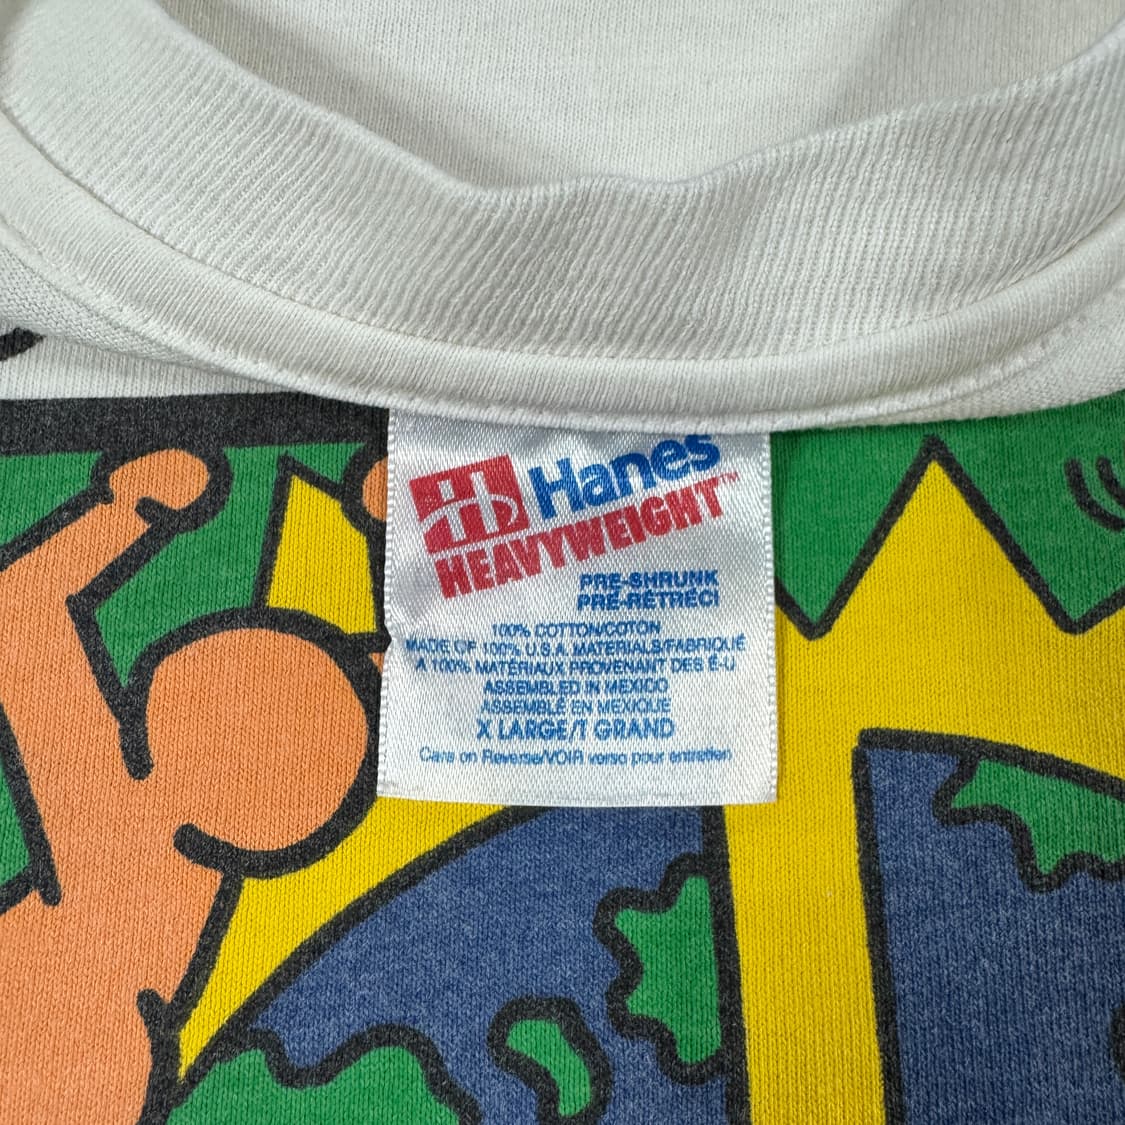 Hanes
HEAVYWEIGHT™
PRE-SHRUNK
PRÉ-RÉTRÉCI
100% COTTON/COTON
MADE OF 100% U.S.A. MATERIALS/FABRIQUÉ
À 100% MATÉRIAUX PROVENANT DES É-U
ASSEMBLED IN MEXICO
ASSEMBLÉ EN MEXIQUE
X LARGE/T GRAND
Care on Reverse/VOIR verso pour entretien